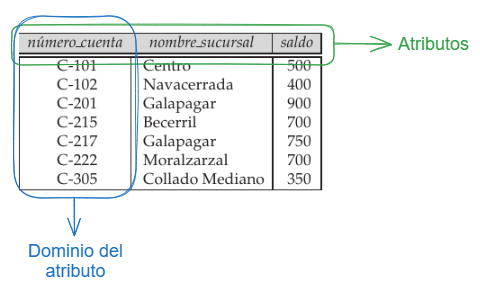 número_cuenta nombre_sucursal saldo
Atributos
C-101 Centro 500
C-102 Navacerrada 400
C-201 Galapagar 900
C-215 Becerril 700
C-217 Galapagar 750
C-222 Moralzarzal 700
C-305 Collado Mediano 350
Dominio del
atributo